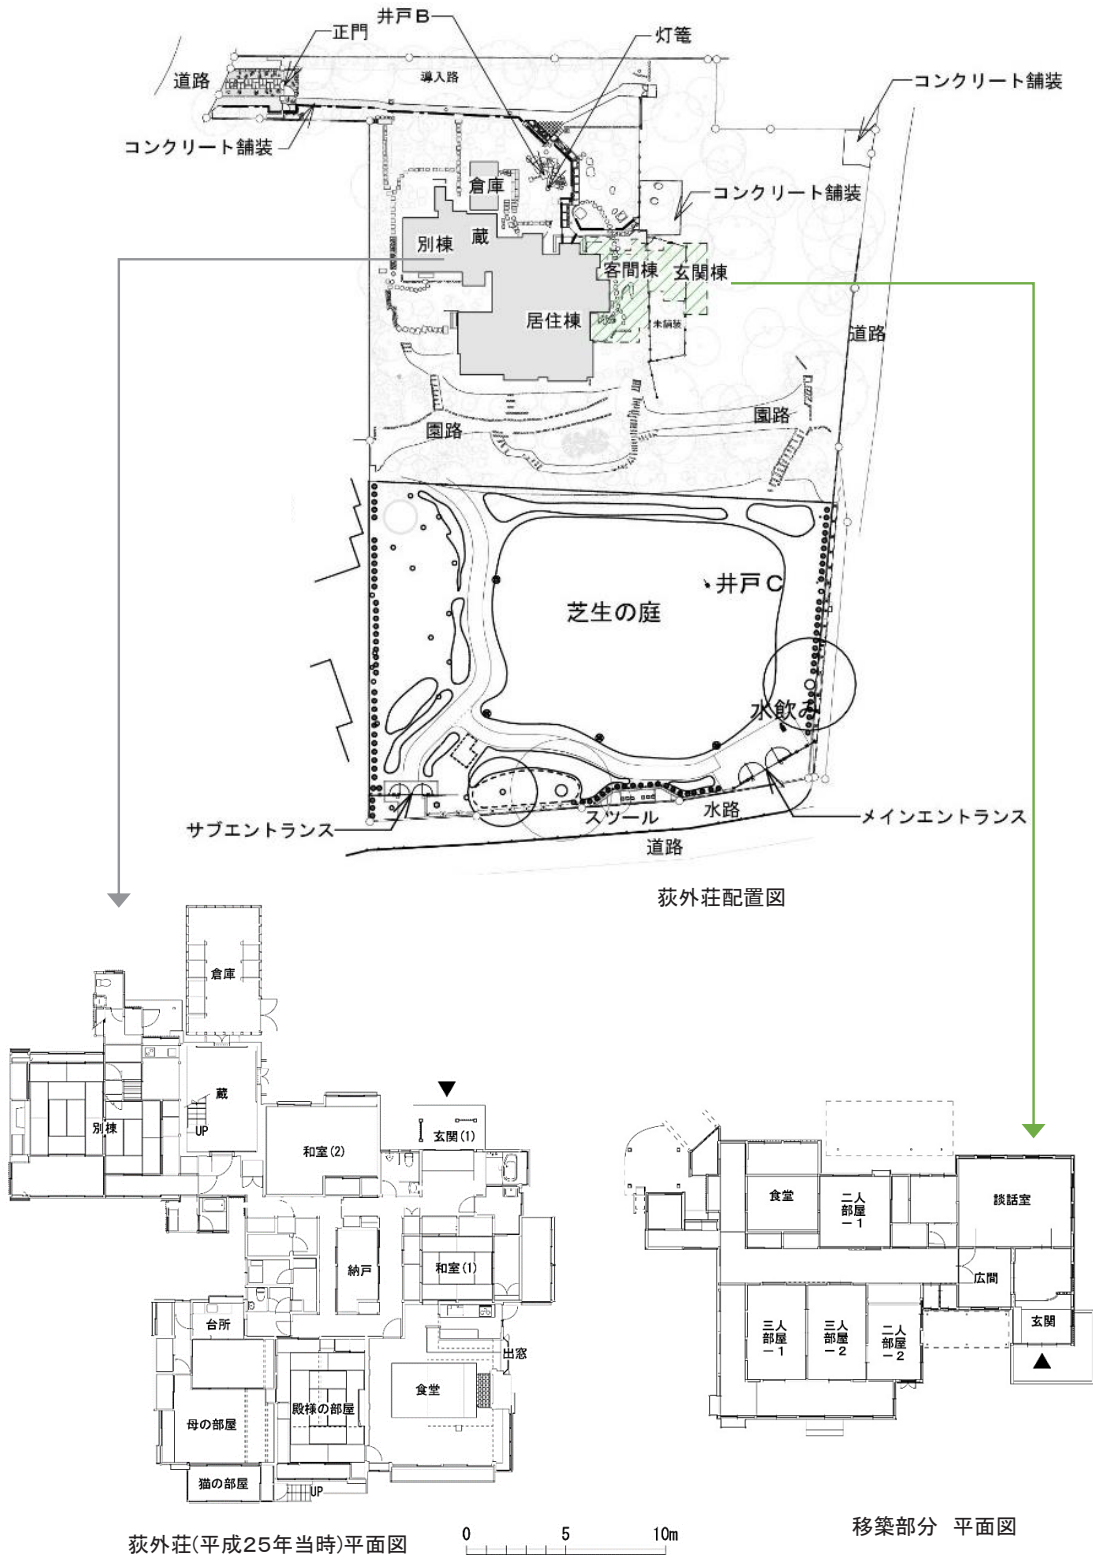 井戸B
灯篭
正門
道路
導入路
コンクリート舗装
コンクリート舗装
倉庫
コンクリート舗装
別棟
蔵
客間棟
玄関棟
居住棟
未舗装
道路
園路
園路
井戸C
芝生の庭
水飲み
サブエントランス
スツール
水路
メインエントランス
道路
荻外荘配置図
倉庫
蔵
別棟
UP
和室(2)
玄関(1)
納戸
和室(1)
台所
出窓
食堂
殿様の部屋
母の部屋
猫の部屋
UP
荻外荘(平成25年当時)平面図
0 5 10m
食堂
二人
部屋
-1
談話室
広間
玄関
三人
部屋
-1
三人
部屋
-2
二人
部屋
-2
移築部分 平面図